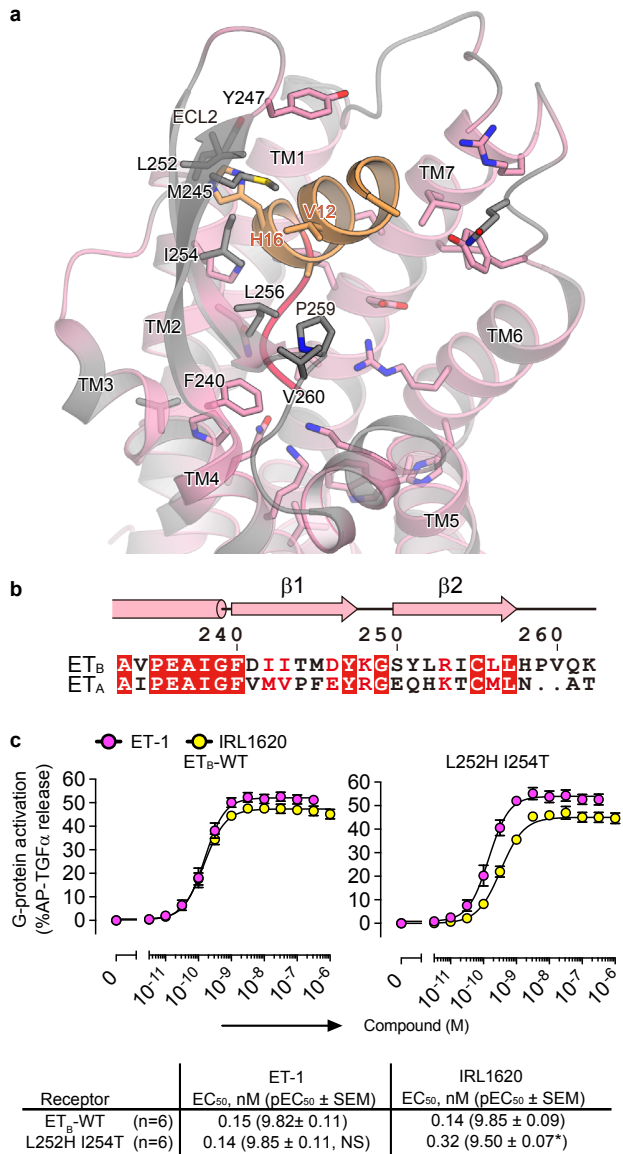 a
Y247
ECL2
TM1
L252
TM7
M245
V12
H16
I254
L256
P259
TM2
TM6
TM3
F240
V260
TM4
TM5
b
β1 β2
240 250 260
ETB AVPEAIGFDIITMDYKGSYLRICLLHPVQK
ETA AIPEAIGFVMVPFEYRGEQHKTCMLN..AT
c
ET-1 IRL1620
ETB-WT L252H I254T
G-protein activation
(%AP-TGFα release)
60
50
40
30
20
10
0
60
50
40
30
20
10
0
0 10⁻¹¹ 10⁻¹⁰ 10⁻⁹ 10⁻⁸ 10⁻⁷ 10⁻⁶
0 10⁻¹¹ 10⁻¹⁰ 10⁻⁹ 10⁻⁸ 10⁻⁷ 10⁻⁶
Compound (M)
ET-1 IRL1620
Receptor EC₅₀, nM (pEC₅₀ ± SEM) EC₅₀, nM (pEC₅₀ ± SEM)
ETB-WT (n=6) 0.15 (9.82± 0.11) 0.14 (9.85 ± 0.09)
L252H I254T (n=6) 0.14 (9.85 ± 0.11, NS) 0.32 (9.50 ± 0.07*)